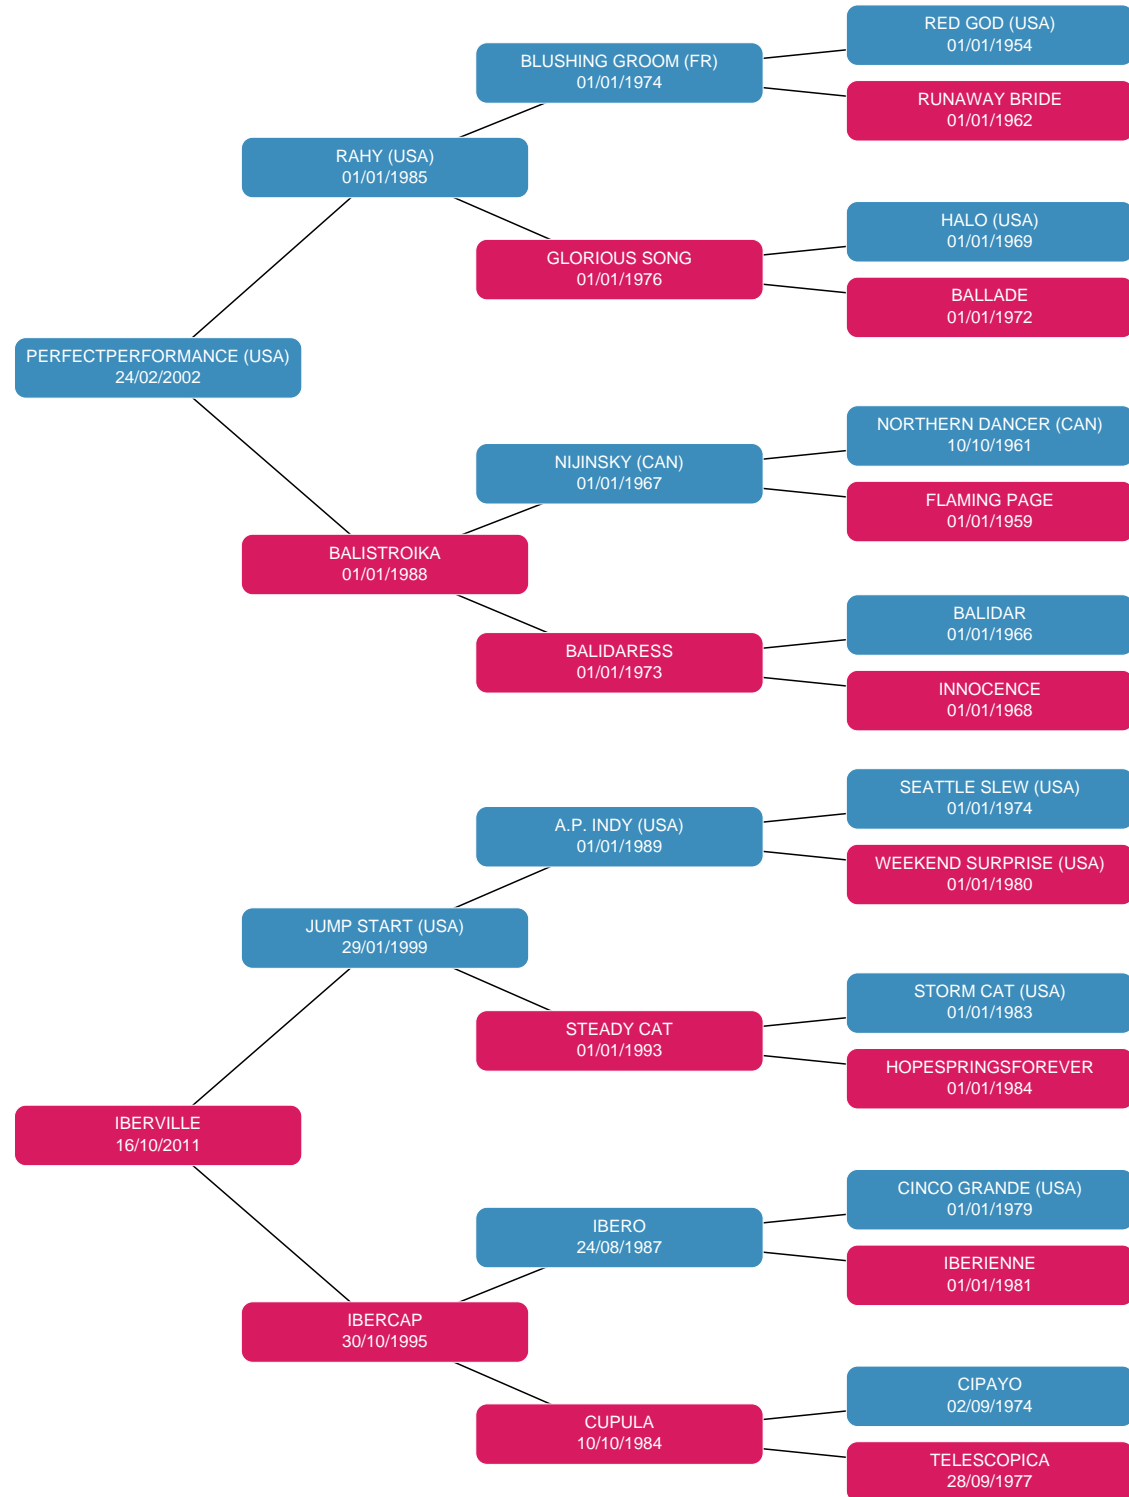 RED GOD (USA)
01/01/1954
BLUSHING GROOM (FR)
01/01/1974
RUNAWAY BRIDE
01/01/1962
RAHY (USA)
01/01/1985
HALO (USA)
01/01/1969
GLORIOUS SONG
01/01/1976
BALLADE
01/01/1972
PERFECTPERFORMANCE (USA)
24/02/2002
NORTHERN DANCER (CAN)
10/10/1961
NIJINSKY (CAN)
01/01/1967
FLAMING PAGE
01/01/1959
BALISTROIKA
01/01/1988
BALIDAR
01/01/1966
BALIDARESS
01/01/1973
INNOCENCE
01/01/1968
SEATTLE SLEW (USA)
01/01/1974
A.P. INDY (USA)
01/01/1989
WEEKEND SURPRISE (USA)
01/01/1980
JUMP START (USA)
29/01/1999
STORM CAT (USA)
01/01/1983
STEADY CAT
01/01/1993
HOPESPRINGSFOREVER
01/01/1984
IBERVILLE
16/10/2011
CINCO GRANDE (USA)
01/01/1979
IBERO
24/08/1987
IBERIENNE
01/01/1981
IBERCAP
30/10/1995
CIPAYO
02/09/1974
CUPULA
10/10/1984
TELESCOPICA
28/09/1977